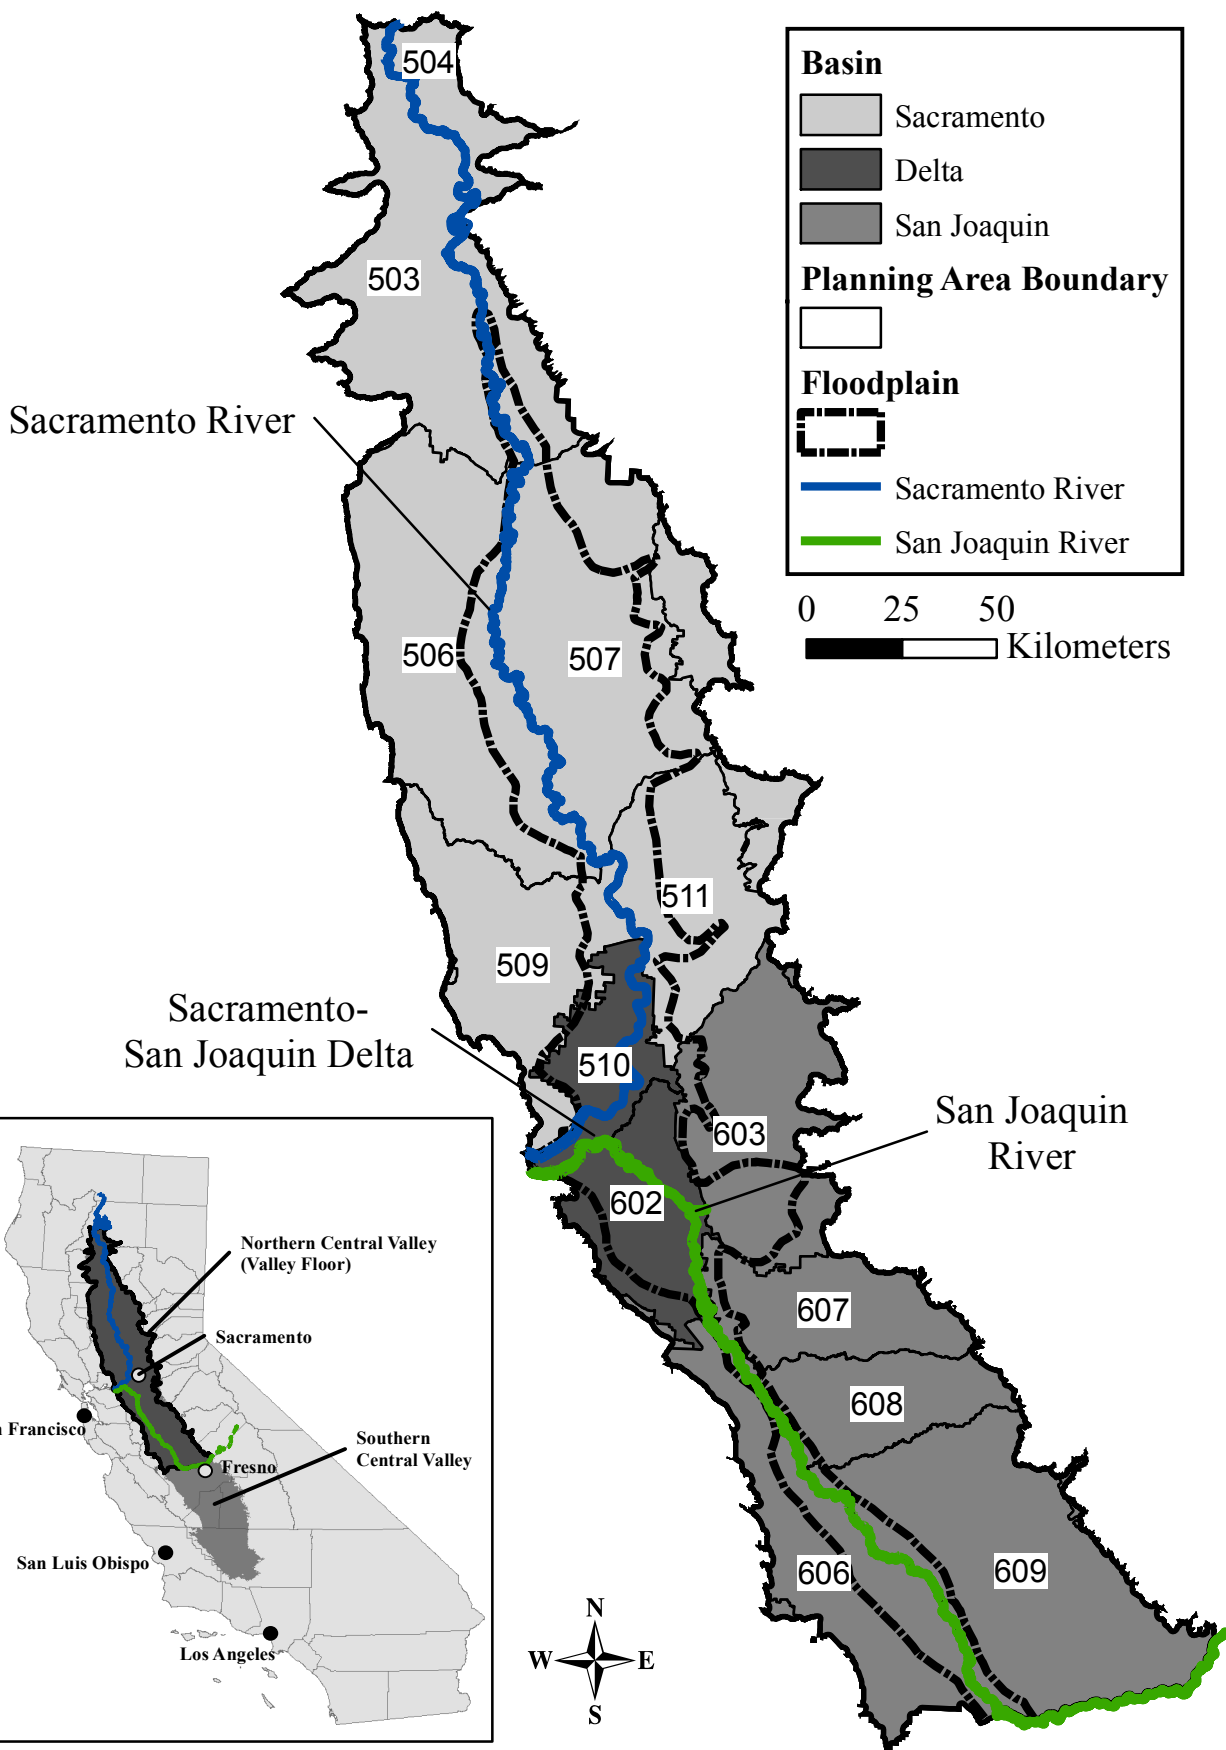 504
Basin
Sacramento
Delta
San Joaquin
Planning Area Boundary
Floodplain
Sacramento River
San Joaquin River
0 25 50
Kilometers
503
Sacramento River
506
507
511
509
Sacramento-
San Joaquin Delta
510
603
San Joaquin
River
602
607
608
606
609
Northern Central Valley
(Valley Floor)
Sacramento
Francisco
Fresno
Southern
Central Valley
San Luis Obispo
Los Angeles
N
W E
S